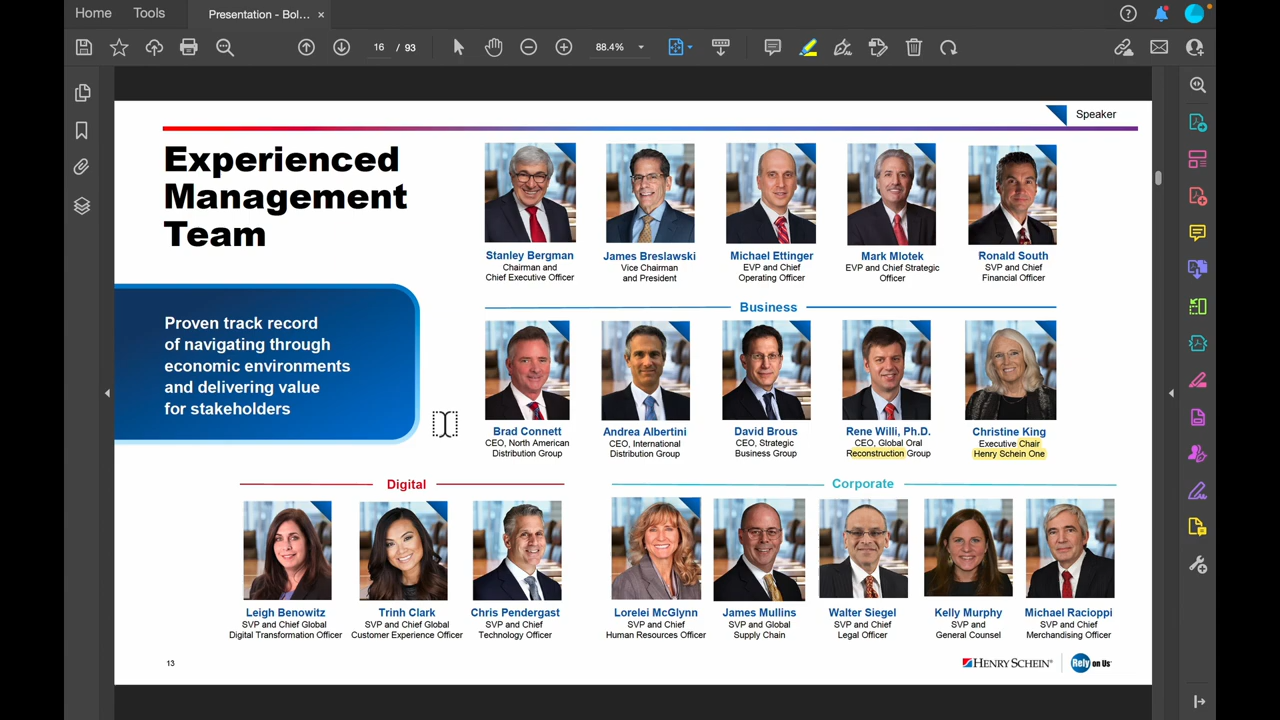 Home
Tools
Presentation - Bol... ×
16 / 93
88.4%
Speaker
Experienced
Management
Team
Proven track record
of navigating through
economic environments
and delivering value
for stakeholders
Stanley Bergman
Chairman and
Chief Executive Officer
James Breslawski
Vice Chairman
and President
Michael Ettinger
EVP and Chief
Operating Officer
Mark Mlotek
EVP and Chief Strategic
Officer
Ronald South
SVP and Chief
Financial Officer
Business
Brad Connett
CEO, North American
Distribution Group
Andrea Albertini
CEO, International
Distribution Group
David Brous
CEO, Strategic
Business Group
Rene Willi, Ph.D.
CEO, Global Oral
Reconstruction Group
Christine King
Executive Chair
Henry Schein One
Digital
Leigh Benowitz
SVP and Chief Global
Digital Transformation Officer
Trinh Clark
SVP and Chief Global
Customer Experience Officer
Chris Pendergast
SVP and Chief
Technology Officer
Corporate
Lorelei McGlynn
SVP and Chief
Human Resources Officer
James Mullins
SVP and Global
Supply Chain
Walter Siegel
SVP and Chief
Legal Officer
Kelly Murphy
SVP and
General Counsel
Michael Racioppi
SVP and Chief
Merchandising Officer
13
HENRY SCHEIN®
Rely on Us®